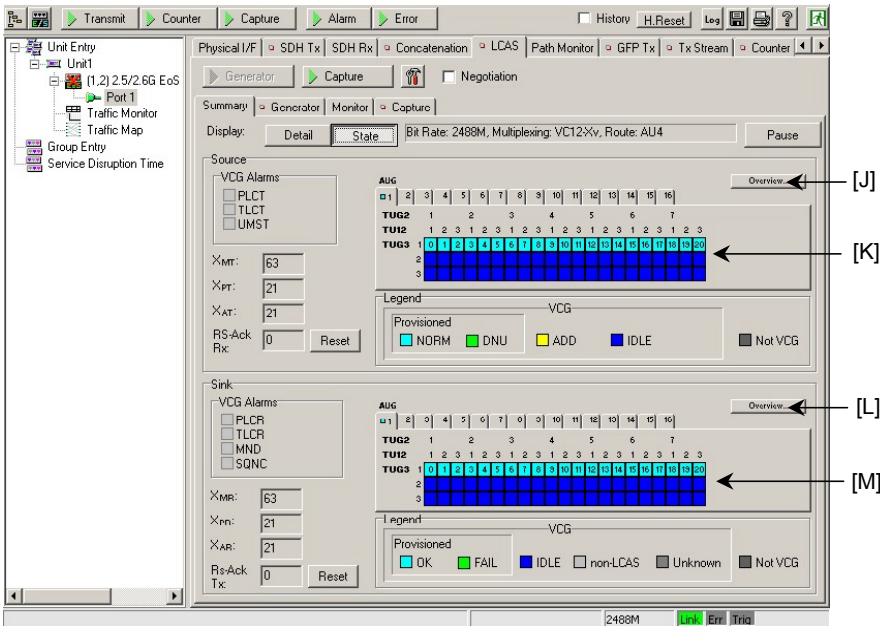 Transmit Counter Capture Alarm Error History H.Reset Log
Unit Entry
Unit1
(1,2) 2.5/2.6G EoS
Port 1
Traffic Monitor
Traffic Map
Group Entry
Service Disruption Time
Physical I/F SDH Tx SDH Rx Concatenation LCAS Path Monitor GFP Tx Tx Stream Counter
Generator Capture Negotiation
Summary Generator Monitor Capture
Display: Detail State Bit Rate: 2488M, Multiplexing: VC12-Xv, Route: AU4 Pause
Source
VCG Alarms
PLCT
TLCT
UMST
XMT: 63
XPT: 21
XAT: 21
RS-Ack Rx: 0 Reset
AUG Overview... [J]
1 2 3 4 5 6 7 8 9 10 11 12 13 14 15 16
TUG2 1 2 3 4 5 6 7
TU12 1 2 3 1 2 3 1 2 3 1 2 3 1 2 3 1 2 3 1 2 3
TUG3 1 0 1 2 3 4 5 6 7 8 9 10 11 12 13 14 15 16 17 18 19 20 [K]
2
3
Legend
VCG
Provisioned
NORM DNU ADD IDLE Not VCG
Sink
VCG Alarms
PLCR
TLCR
MND
SQNC
XMR: 63
XPR: 21
XAR: 21
Rs-Ack Tx: 0 Reset
AUG Overview... [L]
1 2 3 4 5 6 7 8 9 10 11 12 13 14 15 16
TUG2 1 2 3 4 5 6 7
TU12 1 2 3 1 2 3 1 2 3 1 2 3 1 2 3 1 2 3 1 2 3
TUG3 1 0 1 2 3 4 5 6 7 8 9 10 11 12 13 14 15 16 17 18 19 20 [M]
2
3
Legend
VCG
Provisioned
OK FAIL IDLE non-LCAS Unknown Not VCG
2488M Link Err Trig